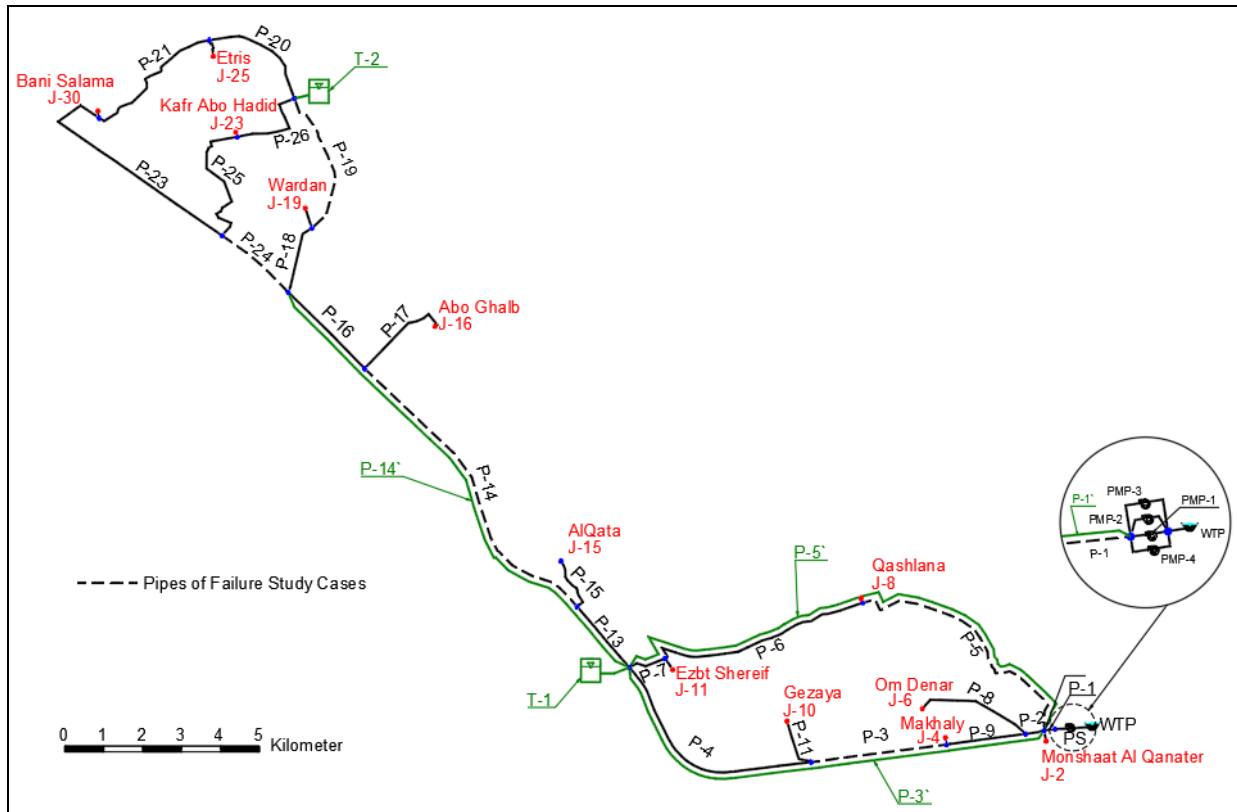 P-20
P-21
Etris
J-25
T-2
Bani Salama
J-30
Kafr Abo Hadid
J-23
P-26
P-19
P-25
P-23
Wardan
J-19
P-24
P-18
P-16
P-17
Abo Ghalb
J-16
P-14`
P-14
PMP-3
PMP-1
P-1`
PMP-2
WTP
P-1
PMP-4
AlQata
J-15
P-15
Pipes of Failure Study Cases
P-5`
Qashlana
J-8
P-13
P-6
P-5
P-7
Ezbt Shereif
J-11
T-1
Gezaya
J-10
Om Denar
J-6
P-8
P-1
P-2
WTP
PS
Makhaly
J-4
P-9
P-11
P-3
P-4
Monshaat Al Qanater
J-2
P-3`
0 1 2 3 4 5
Kilometer